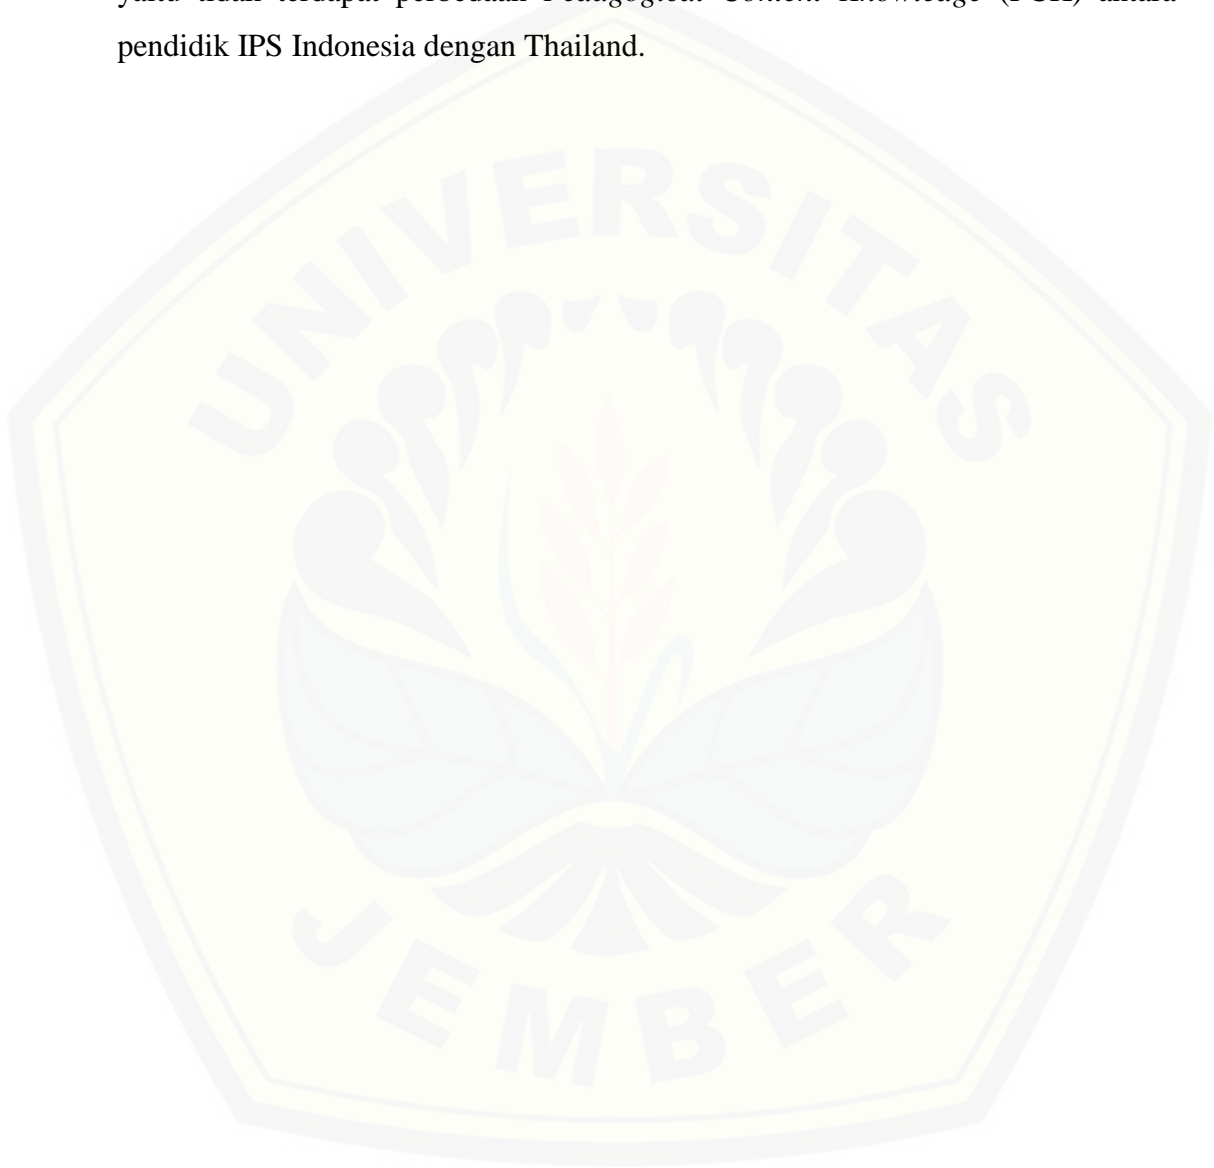 yaitu tidak terdapat perbedaan Pedagogical Content Knowledge (PCK) antara
pendidik IPS Indonesia dengan Thailand.
UNIVERSITAS
JEMBER